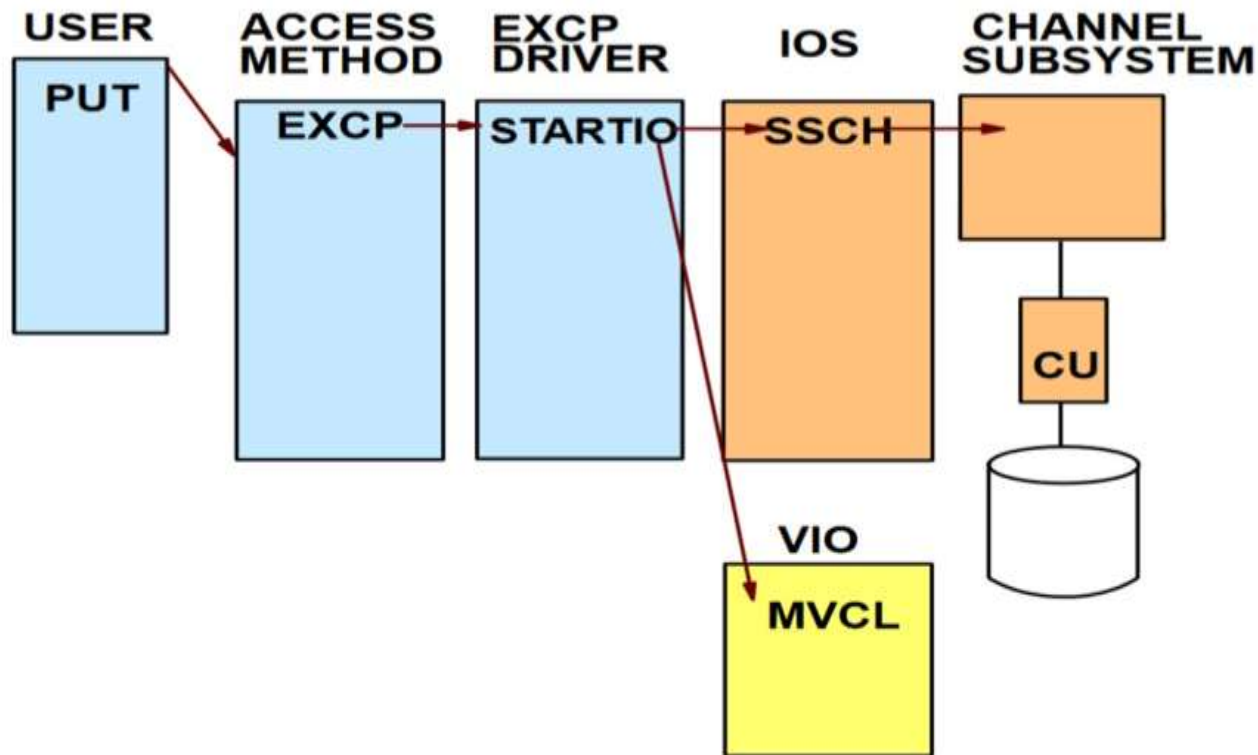 USER
PUT
ACCESS
METHOD
EXCP
EXCP
DRIVER
STARTIO
IOS
SSCH
CHANNEL
SUBSYSTEM
CU
VIO
MVCL